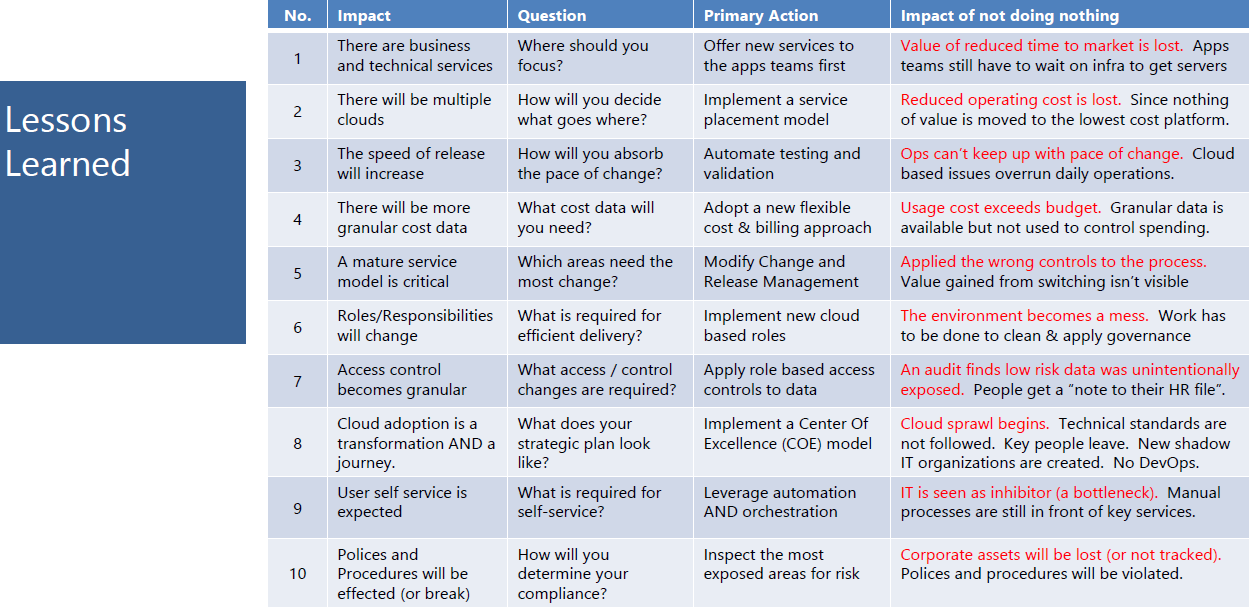 Lessons
Learned
No.
Impact
Question
Primary Action
Impact of not doing nothing
1
There are business
and technical services
Where should you
focus?
Offer new services to
the apps teams first
Value of reduced time to market is lost. Apps
teams still have to wait on infra to get servers
2
There will be multiple
clouds
How will you decide
what goes where?
Implement a service
placement model
Reduced operating cost is lost. Since nothing
of value is moved to the lowest cost platform.
3
The speed of release
will increase
How will you absorb
the pace of change?
Automate testing and
validation
Ops can't keep up with pace of change. Cloud
based issues overrun daily operations.
4
There will be more
granular cost data
What cost data will
you need?
Adopt a new flexible
cost & billing approach
Usage cost exceeds budget. Granular data is
available but not used to control spending.
5
A mature service
model is critical
Which areas need the
most change?
Modify Change and
Release Management
Applied the wrong controls to the process.
Value gained from switching isn't visible
6
Roles/Responsibilities
will change
What is required for
efficient delivery?
Implement new cloud
based roles
The environment becomes a mess. Work has
to be done to clean & apply governance
7
Access control
becomes granular
What access / control
changes are required?
Apply role based access
controls to data
An audit finds low risk data was unintentionally
exposed. People get a “note to their HR file”.
8
Cloud adoption is a
transformation AND a
journey.
What does your
strategic plan look
like?
Implement a Center Of
Excellence (COE) model
Cloud sprawl begins. Technical standards are
not followed. Key people leave. New shadow
IT organizations are created. No DevOps.
9
User self service is
expected
What is required for
self-service?
Leverage automation
AND orchestration
IT is seen as inhibitor (a bottleneck). Manual
processes are still in front of key services.
10
Polices and
Procedures will be
effected (or break)
How will you
determine your
compliance?
Inspect the most
exposed areas for risk
Corporate assets will be lost (or not tracked).
Polices and procedures will be violated.